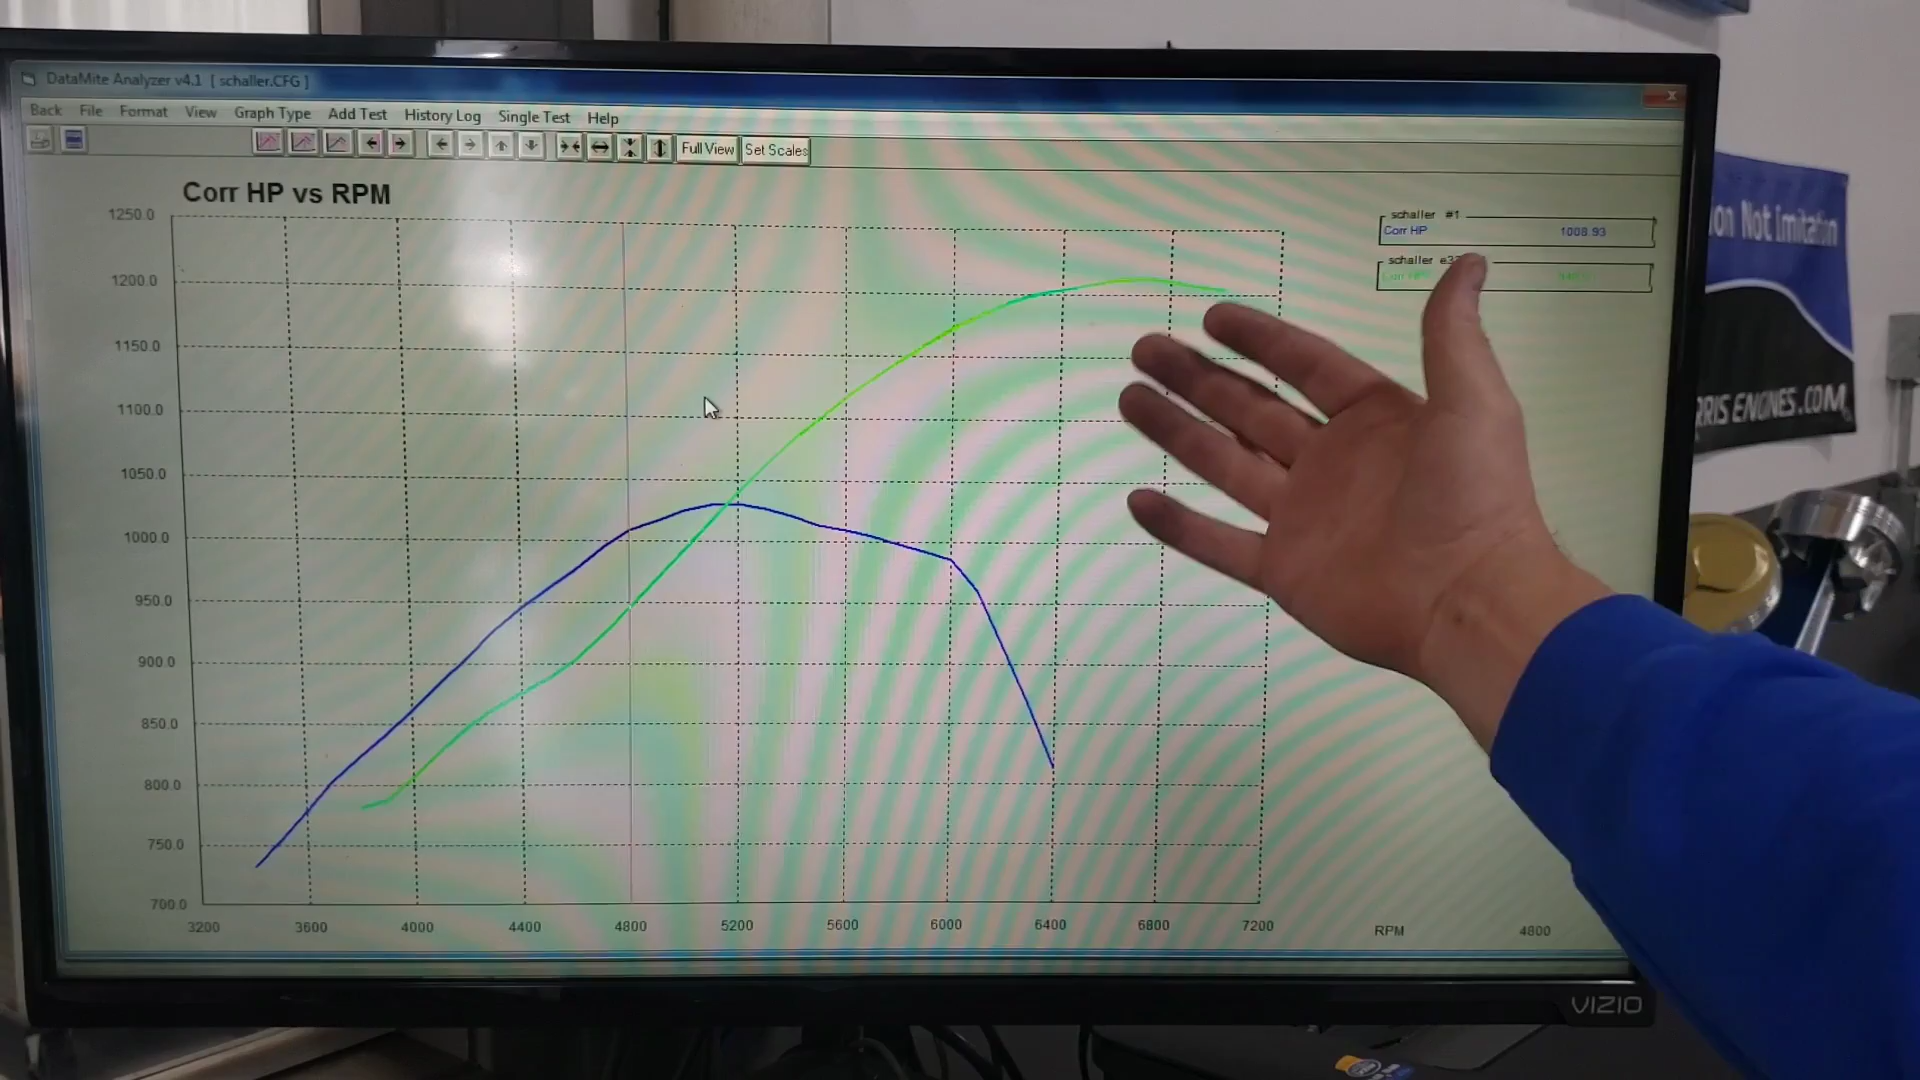 DataMite Analyzer v4.1 [ schaller.CFG ]
Back File Format View Graph Type Add Test History Log Single Test Help
Full View Set Scales
Corr HP vs RPM
1250.0
1200.0
1150.0
1100.0
1050.0
1000.0
950.0
900.0
850.0
800.0
750.0
700.0
3200 3600 4000 4400 4800 5200 5600 6000 6400 6800 7200
schaller #1
Corr HP 1008.93
schaller
RPM 4800
VIZIO
on Not Imitation
RRIS ENGINES.COM